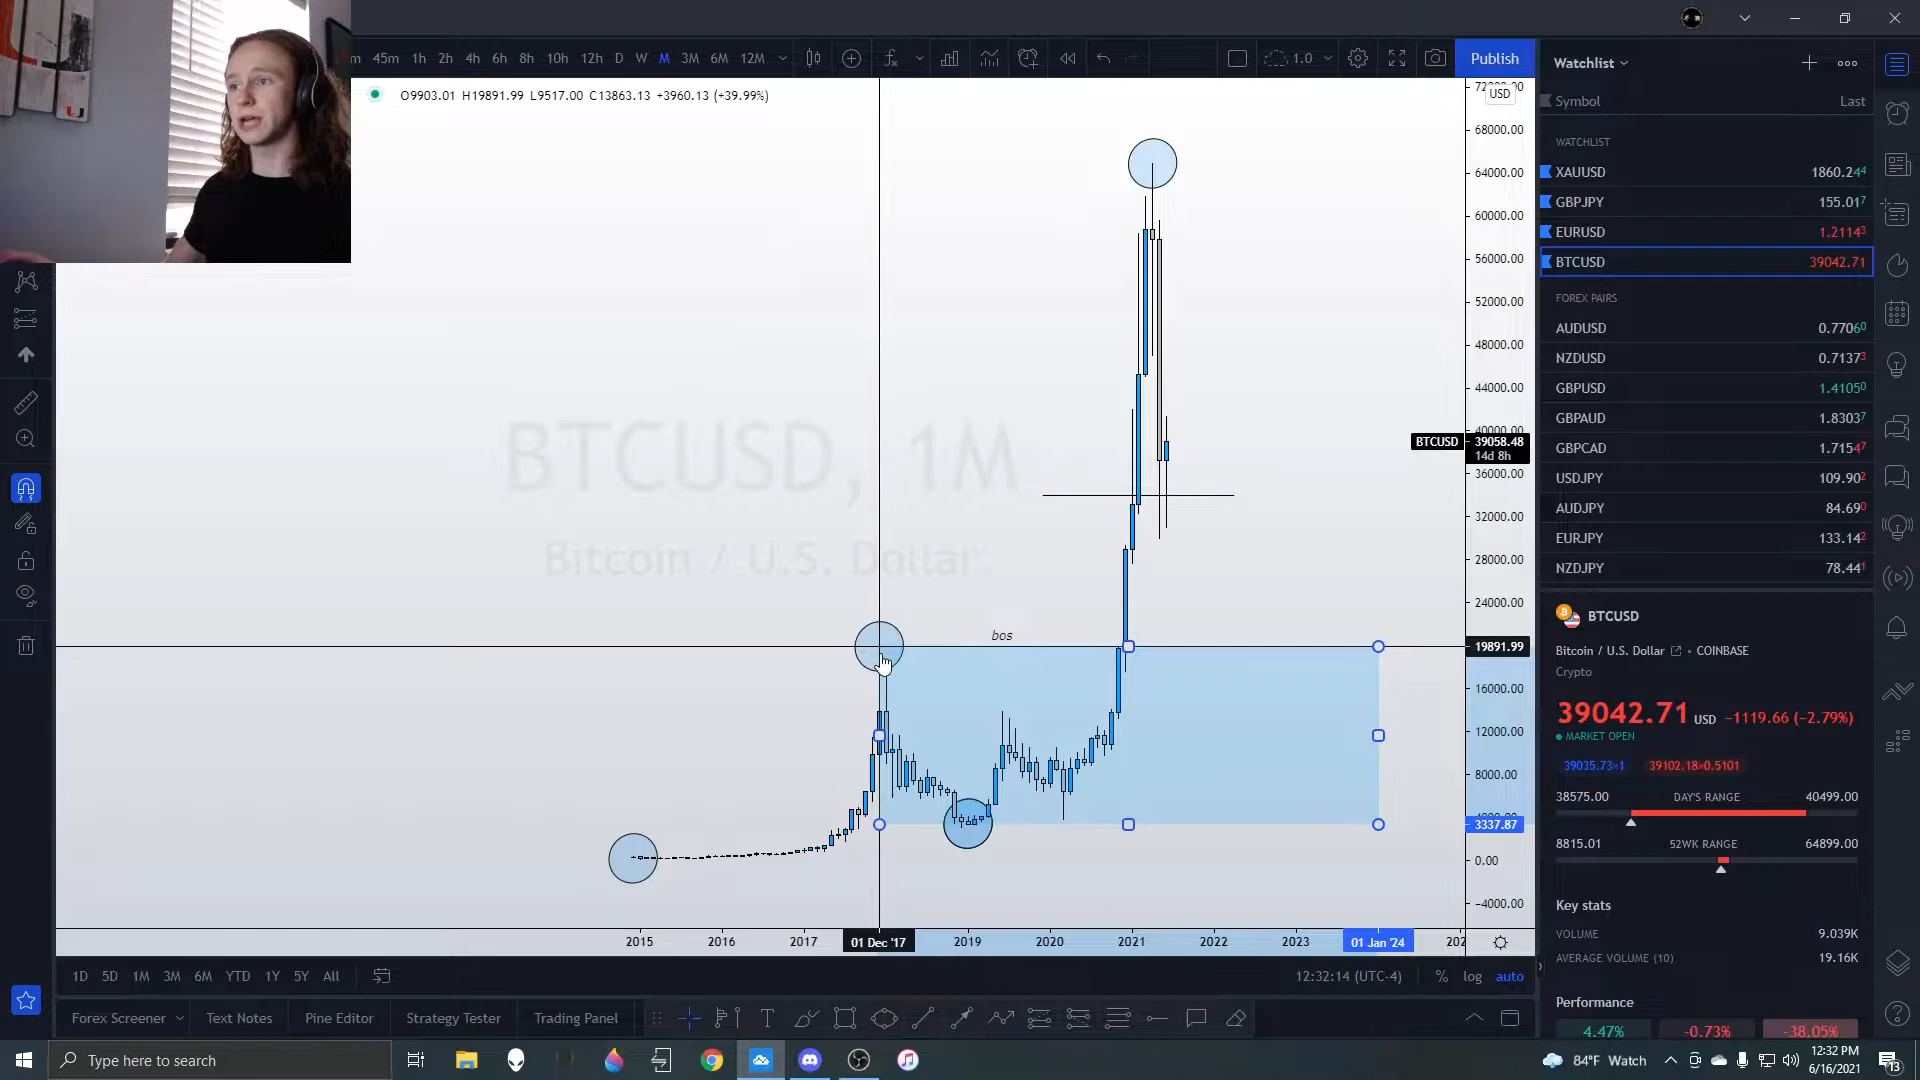 m 45m 1h 2h 4h 6h 8h 10h 12h D W M 3M 6M 12M 1.0 Publish
O9903.01 H19891.99 L9517.00 C13863.13 +3960.13 (+39.99%)
USD
68000.00
64000.00
60000.00
56000.00
52000.00
48000.00
44000.00
40000.00
BTCUSD 39058.48
14d 8h
36000.00
32000.00
28000.00
24000.00
19891.99
16000.00
12000.00
8000.00
3337.87
0.00
−4000.00
BTCUSD, 1M
Bitcoin / U.S. Dollar
bos
2015 2016 2017 01 Dec '17 2019 2020 2021 2022 2023 01 Jan '24 202
1D 5D 1M 3M 6M YTD 1Y 5Y All 12:32:14 (UTC-4) % log auto
Forex Screener Text Notes Pine Editor Strategy Tester Trading Panel
Watchlist
Symbol Last
WATCHLIST
XAUUSD 1860.244
GBPJPY 155.017
EURUSD 1.21143
BTCUSD 39042.71
FOREX PAIRS
AUDUSD 0.77060
NZDUSD 0.71373
GBPUSD 1.41050
GBPAUD 1.83037
GBPCAD 1.71547
USDJPY 109.902
AUDJPY 84.690
EURJPY 133.142
NZDJPY 78.441
BTCUSD
Bitcoin / U.S. Dollar • COINBASE
Crypto
39042.71 USD −1119.66 (−2.79%)
MARKET OPEN
39035.73×1 39102.18×0.5101
38575.00 DAY'S RANGE 40499.00
8815.01 52WK RANGE 64899.00
Key stats
VOLUME 9.039K
AVERAGE VOLUME (10) 19.16K
Performance
4.47% -0.73% -38.05%
Type here to search
84°F Watch
12:32 PM
6/16/2021
13